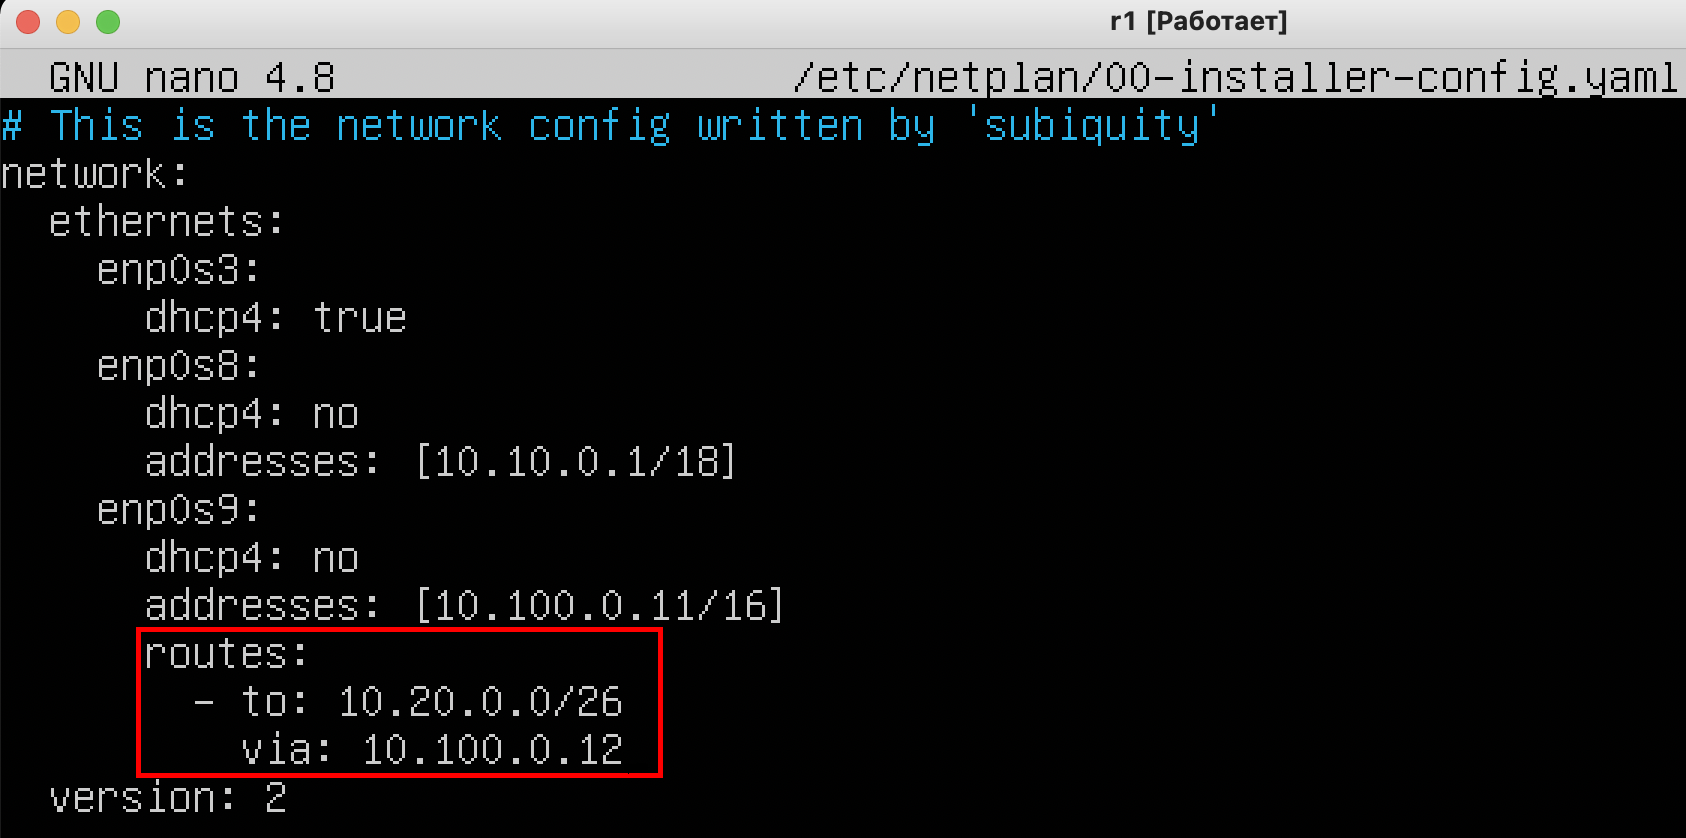 r1 [Работает]
GNU nano 4.8 /etc/netplan/00-installer-config.yaml
# This is the network config written by 'subiquity'
network:
  ethernets:
    enp0s3:
      dhcp4: true
    enp0s8:
      dhcp4: no
      addresses: [10.10.0.1/18]
    enp0s9:
      dhcp4: no
      addresses: [10.100.0.11/16]
      routes:
        - to: 10.20.0.0/26
          via: 10.100.0.12
  version: 2